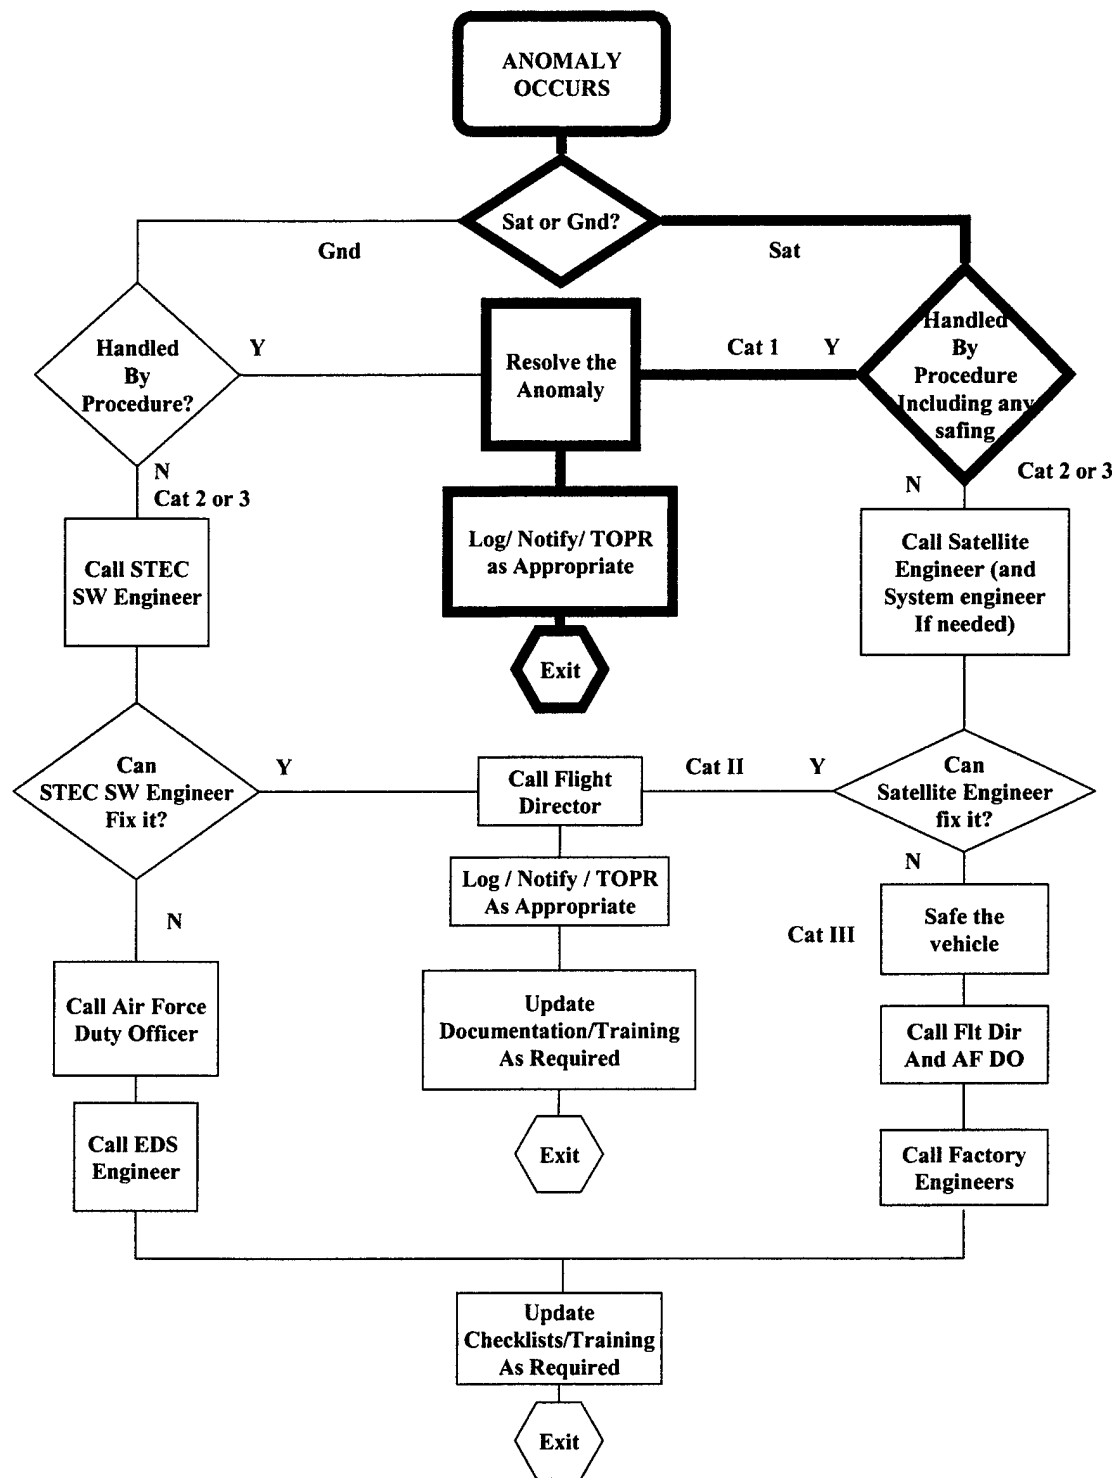 ANOMALY
OCCURS
Sat or Gnd?
Gnd
Sat
Handled
By
Procedure?
Y
Resolve the
Anomaly
Cat 1 Y
Handled
By
Procedure
Including any
safing
N
Cat 2 or 3
N
Cat 2 or 3
Call STEC
SW Engineer
Log/ Notify/ TOPR
as Appropriate
Call Satellite
Engineer (and
System engineer
If needed)
Exit
Can
STEC SW Engineer
Fix it?
Y
Call Flight
Director
Cat II Y
Can
Satellite Engineer
fix it?
N
Log / Notify / TOPR
As Appropriate
N
Cat III
Safe the
vehicle
Call Air Force
Duty Officer
Update
Documentation/Training
As Required
Call Flt Dir
And AF DO
Call EDS
Engineer
Exit
Call Factory
Engineers
Update
Checklists/Training
As Required
Exit